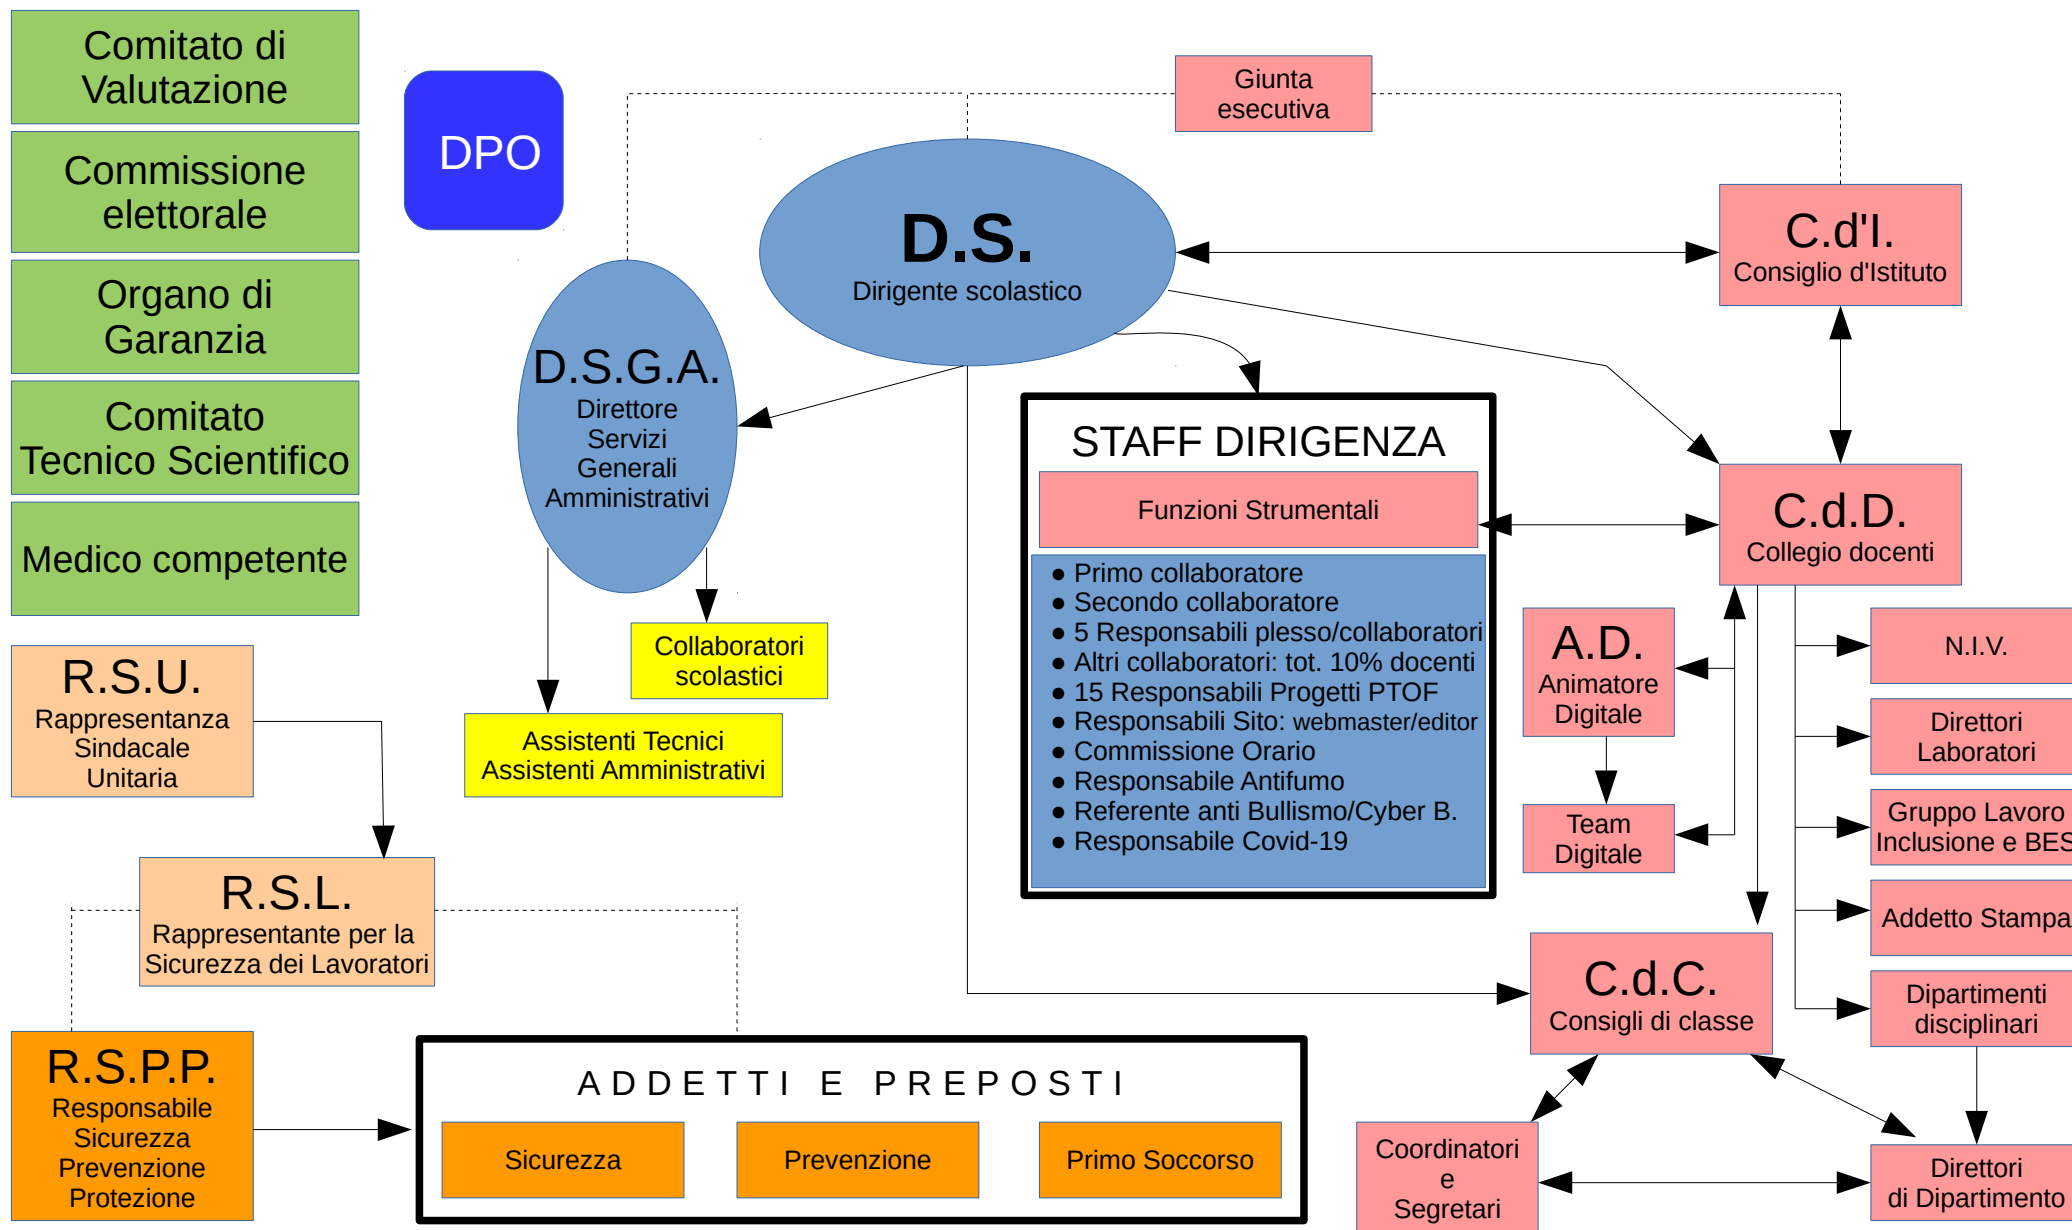 Comitato di
Valutazione
Commissione
elettorale
Organo di
Garanzia
Comitato
Tecnico Scientifico
Medico competente
DPO
Giunta
esecutiva
D.S.
Dirigente scolastico
C.d'I.
Consiglio d'Istituto
D.S.G.A.
Direttore
Servizi
Generali
Amministrativi
STAFF DIRIGENZA
Funzioni Strumentali
● Primo collaboratore
● Secondo collaboratore
● 5 Responsabili plesso/collaboratori
● Altri collaboratori: tot. 10% docenti
● 15 Responsabili Progetti PTOF
● Responsabili Sito: webmaster/editor
● Commissione Orario
● Responsabile Antifumo
● Referente anti Bullismo/Cyber B.
● Responsabile Covid-19
C.d.D.
Collegio docenti
Collaboratori
scolastici
Assistenti Tecnici
Assistenti Amministrativi
A.D.
Animatore
Digitale
Team
Digitale
N.I.V.
Direttori
Laboratori
Gruppo Lavoro
Inclusione e BES
Addetto Stampa
Dipartimenti
disciplinari
R.S.U.
Rappresentanza
Sindacale
Unitaria
R.S.L.
Rappresentante per la
Sicurezza dei Lavoratori
C.d.C.
Consigli di classe
R.S.P.P.
Responsabile
Sicurezza
Prevenzione
Protezione
ADDETTI E PREPOSTI
Sicurezza
Prevenzione
Primo Soccorso
Coordinatori
e
Segretari
Direttori
di Dipartimento